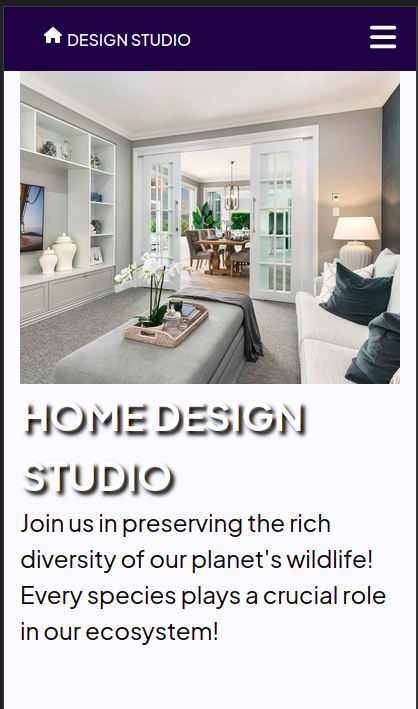 DESIGN STUDIO
HOME DESIGN
STUDIO
Join us in preserving the rich
diversity of our planet's wildlife!
Every species plays a crucial role
in our ecosystem!